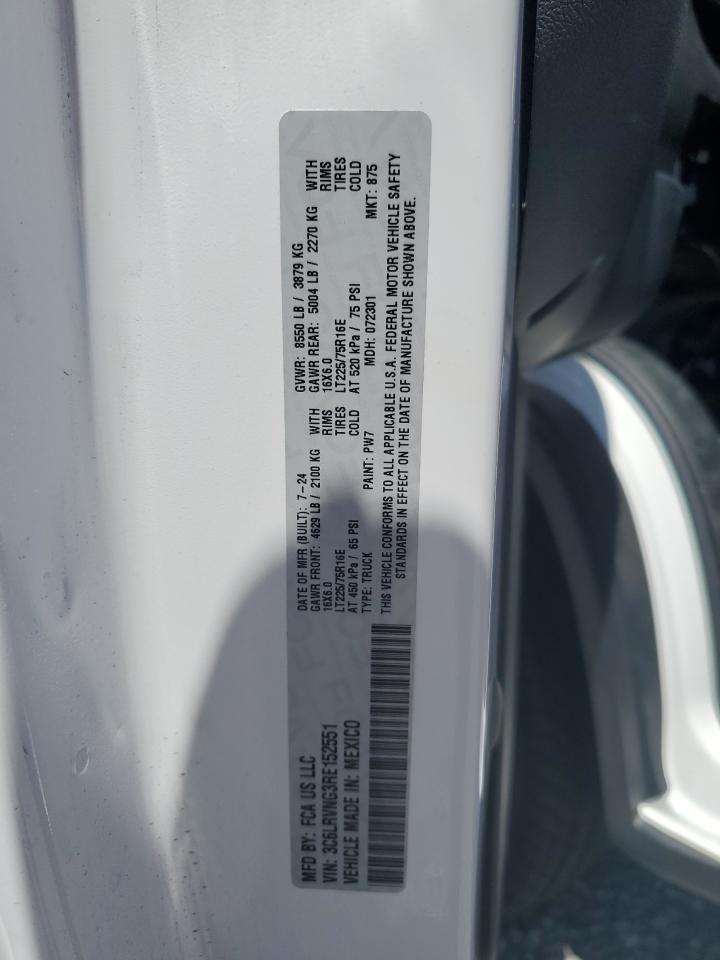 MFD BY: FCA US LLC
VIN: 3C6LRVNG3RE152551
VEHICLE MADE IN: MEXICO
DATE OF MFR (BUILT): 7-24 GVWR: 8550 LB / 3879 KG
GAWR FRONT: 4629 LB / 2100 KG WITH GAWR REAR: 5004 LB / 2270 KG WITH
16X6.0 RIMS 16X6.0 RIMS
LT225/75R16E TIRES LT225/75R16E TIRES
AT 450 kPa / 65 PSI COLD AT 520 kPa / 75 PSI COLD
TYPE: TRUCK PAINT: PW7 MDH: 072301 MKT: 875
THIS VEHICLE CONFORMS TO ALL APPLICABLE U.S.A. FEDERAL MOTOR VEHICLE SAFETY
STANDARDS IN EFFECT ON THE DATE OF MANUFACTURE SHOWN ABOVE.